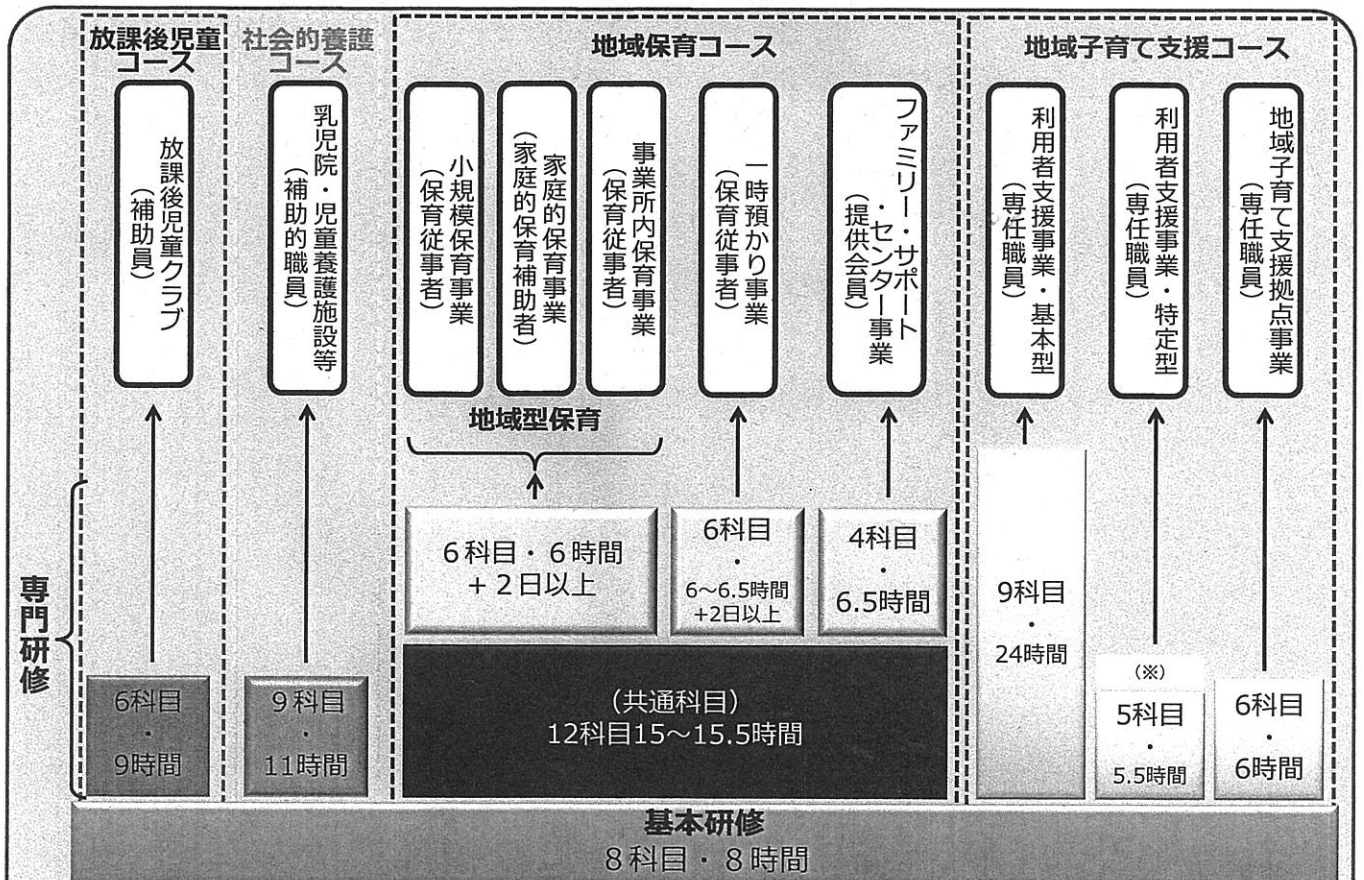 放課後児童
コース
社会的養護
コース
地域保育コース
地域子育て支援コース
放課後児童クラブ
（補助員）
乳児院・児童養護施設等
（補助的職員）
小規模保育事業
（保育従事者）
家庭的保育事業
（家庭的保育補助者）
事業所内保育事業
（保育従事者）
一時預かり事業
（保育従事者）
ファミリー・サポート
・センター事業
（提供会員）
利用者支援事業・基本型
（専任職員）
利用者支援事業・特定型
（専任職員）
地域子育て支援拠点事業
（専任職員）
地域型保育
専門研修
6科目
・
9時間
9科目
・
11時間
6科目・6時間
+2日以上
6科目
・
6～6.5時間
+2日以上
4科目
・
6.5時間
（共通科目）
12科目15～15.5時間
9科目
・
24時間
（※）
5科目
・
5.5時間
6科目
・
6時間
基本研修
8科目・8時間